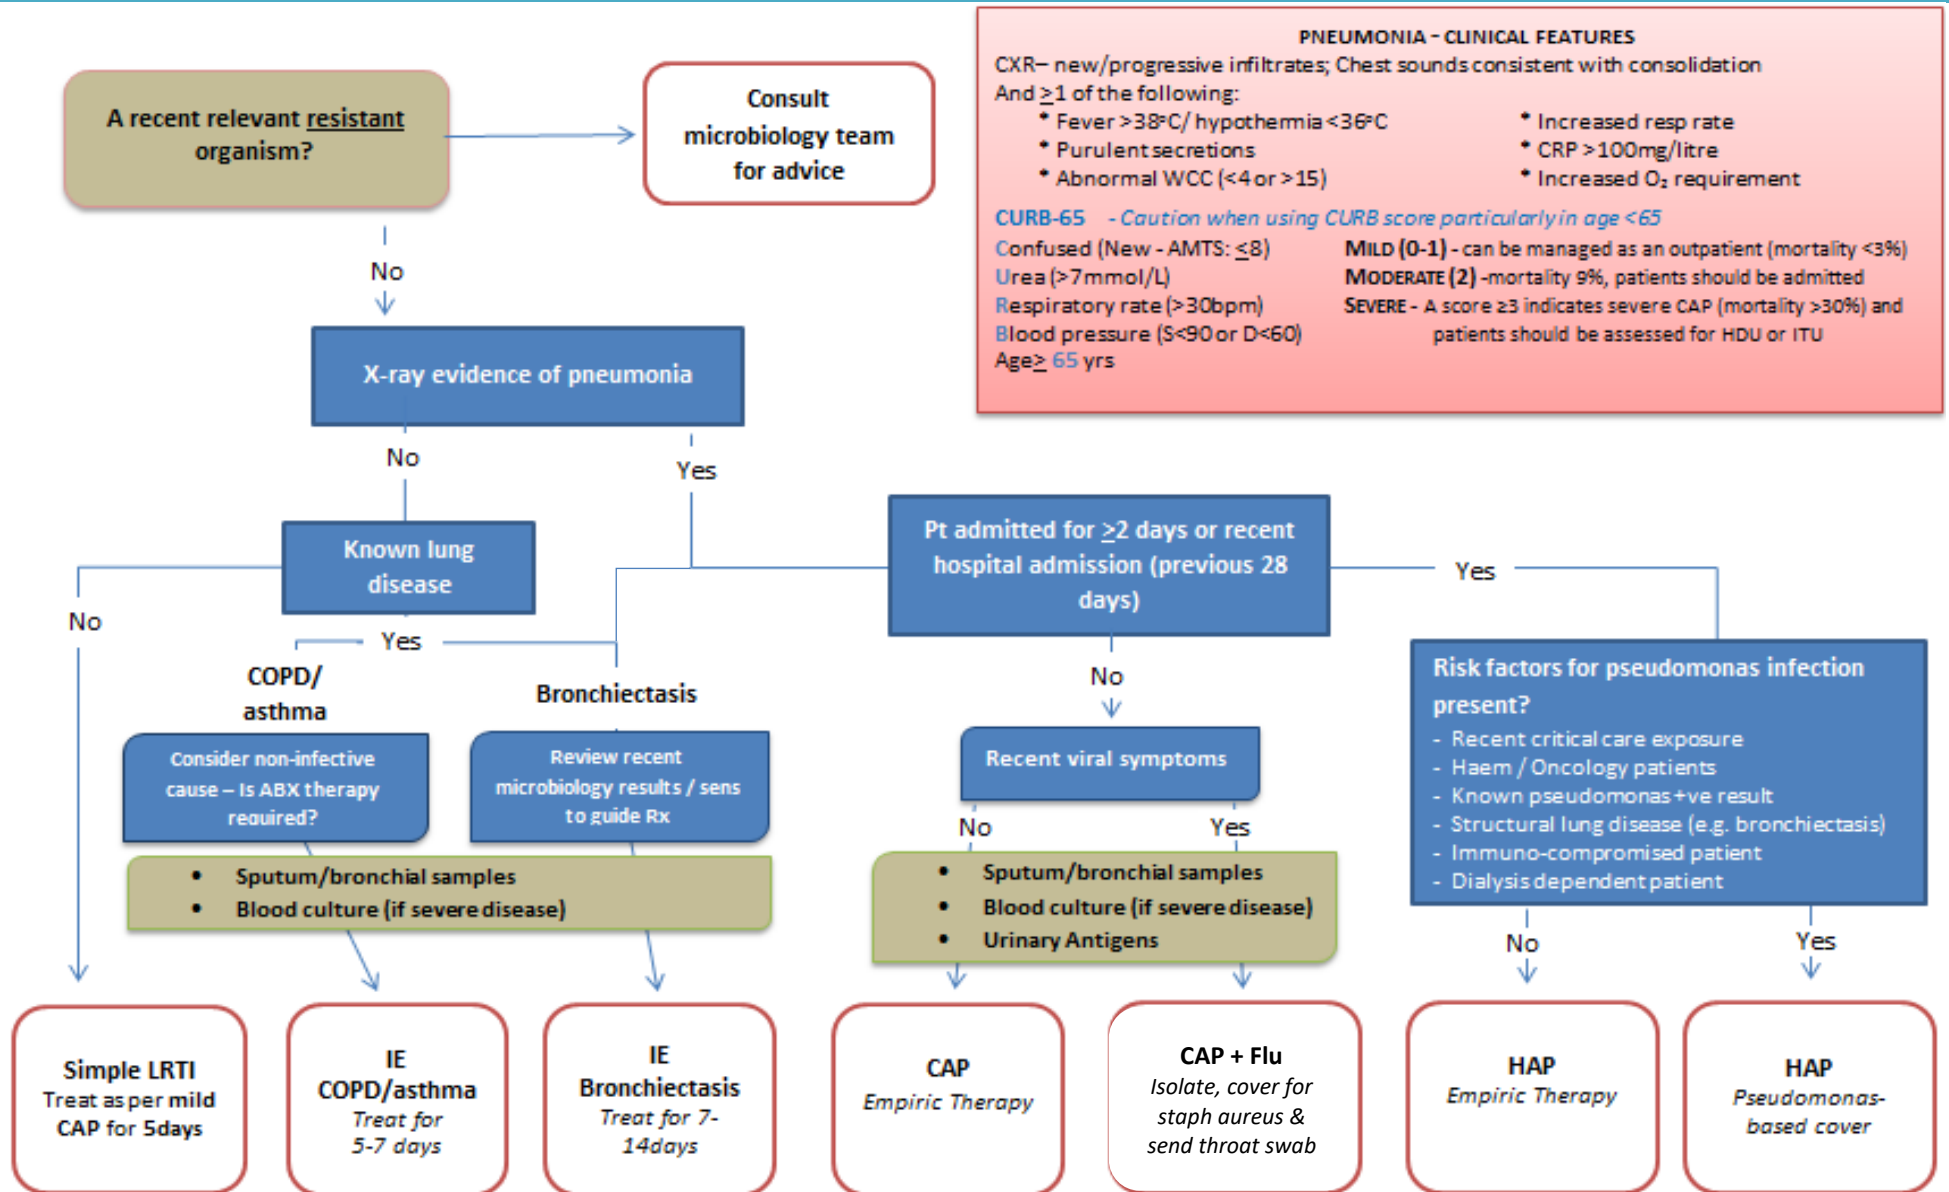 A recent relevant resistant
organism?
Consult
microbiology team
for advice
PNEUMONIA - CLINICAL FEATURES
CXR– new/progressive infiltrates; Chest sounds consistent with consolidation
And ≥1 of the following:
* Fever >38°C/ hypothermia <36°C
* Increased resp rate
* Purulent secretions
* CRP >100mg/litre
* Abnormal WCC (<4 or >15)
* Increased O₂ requirement
CURB-65 - Caution when using CURB score particularly in age <65
Confused (New - AMTS: ≤8)
MILD (0-1) - can be managed as an outpatient (mortality <3%)
Urea (>7mmol/L)
MODERATE (2) -mortality 9%, patients should be admitted
Respiratory rate (>30bpm)
SEVERE - A score ≥3 indicates severe CAP (mortality >30%) and
Blood pressure (S<90 or D<60)
patients should be assessed for HDU or ITU
Age≥ 65 yrs
No
X-ray evidence of pneumonia
No
Yes
Known lung
disease
Pt admitted for ≥2 days or recent
hospital admission (previous 28
days)
Yes
No
Yes
COPD/
asthma
Bronchiectasis
No
Risk factors for pseudomonas infection
present?
- Recent critical care exposure
- Haem / Oncology patients
- Known pseudomonas +ve result
- Structural lung disease (e.g. bronchiectasis)
- Immuno-compromised patient
- Dialysis dependent patient
Consider non-infective
cause – Is ABX therapy
required?
Review recent
microbiology results / sens
to guide Rx
Recent viral symptoms
No
Yes
• Sputum/bronchial samples
• Blood culture (if severe disease)
• Sputum/bronchial samples
• Blood culture (if severe disease)
• Urinary Antigens
No
Yes
Simple LRTI
Treat as per mild
CAP for 5days
IE
COPD/asthma
Treat for
5-7 days
IE
Bronchiectasis
Treat for 7-
14days
CAP
Empiric Therapy
CAP + Flu
Isolate, cover for
staph aureus &
send throat swab
HAP
Empiric Therapy
HAP
Pseudomonas-
based cover